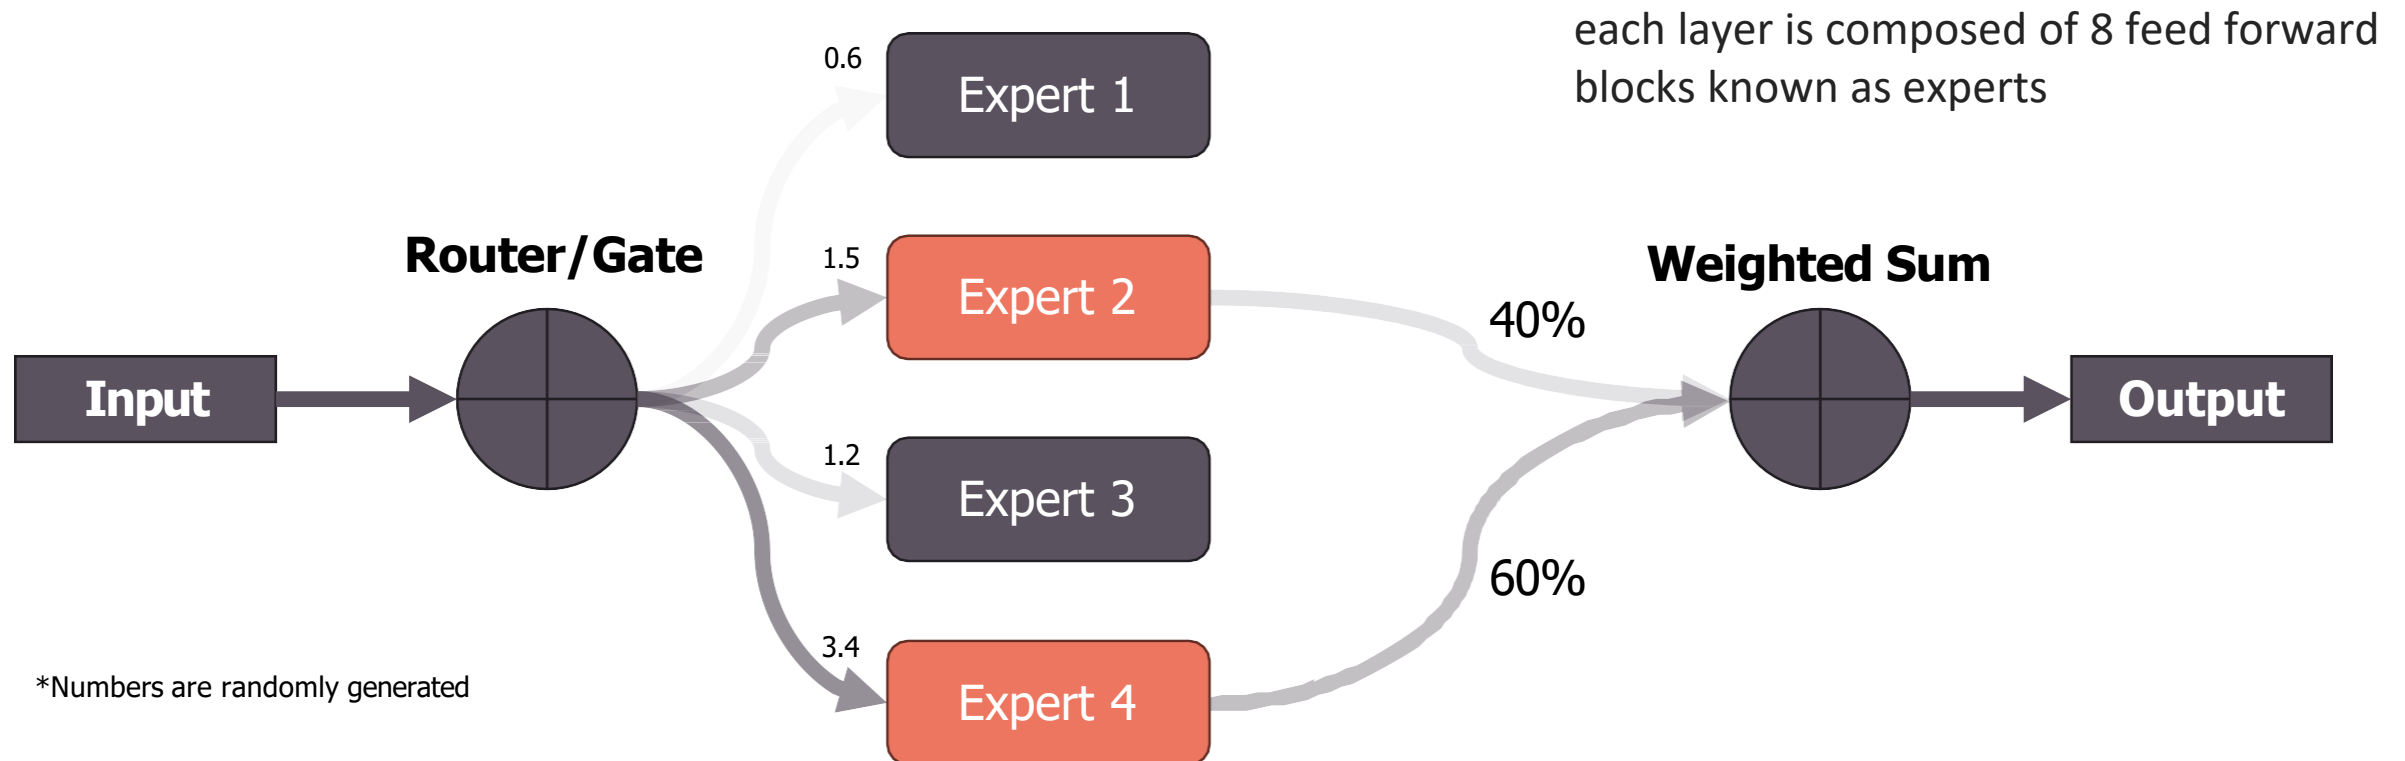 each layer is composed of 8 feed forward
blocks known as experts
0.6
Expert 1
Router/Gate
1.5
Expert 2
40%
Weighted Sum
Input
Output
1.2
Expert 3
60%
3.4
Expert 4
*Numbers are randomly generated